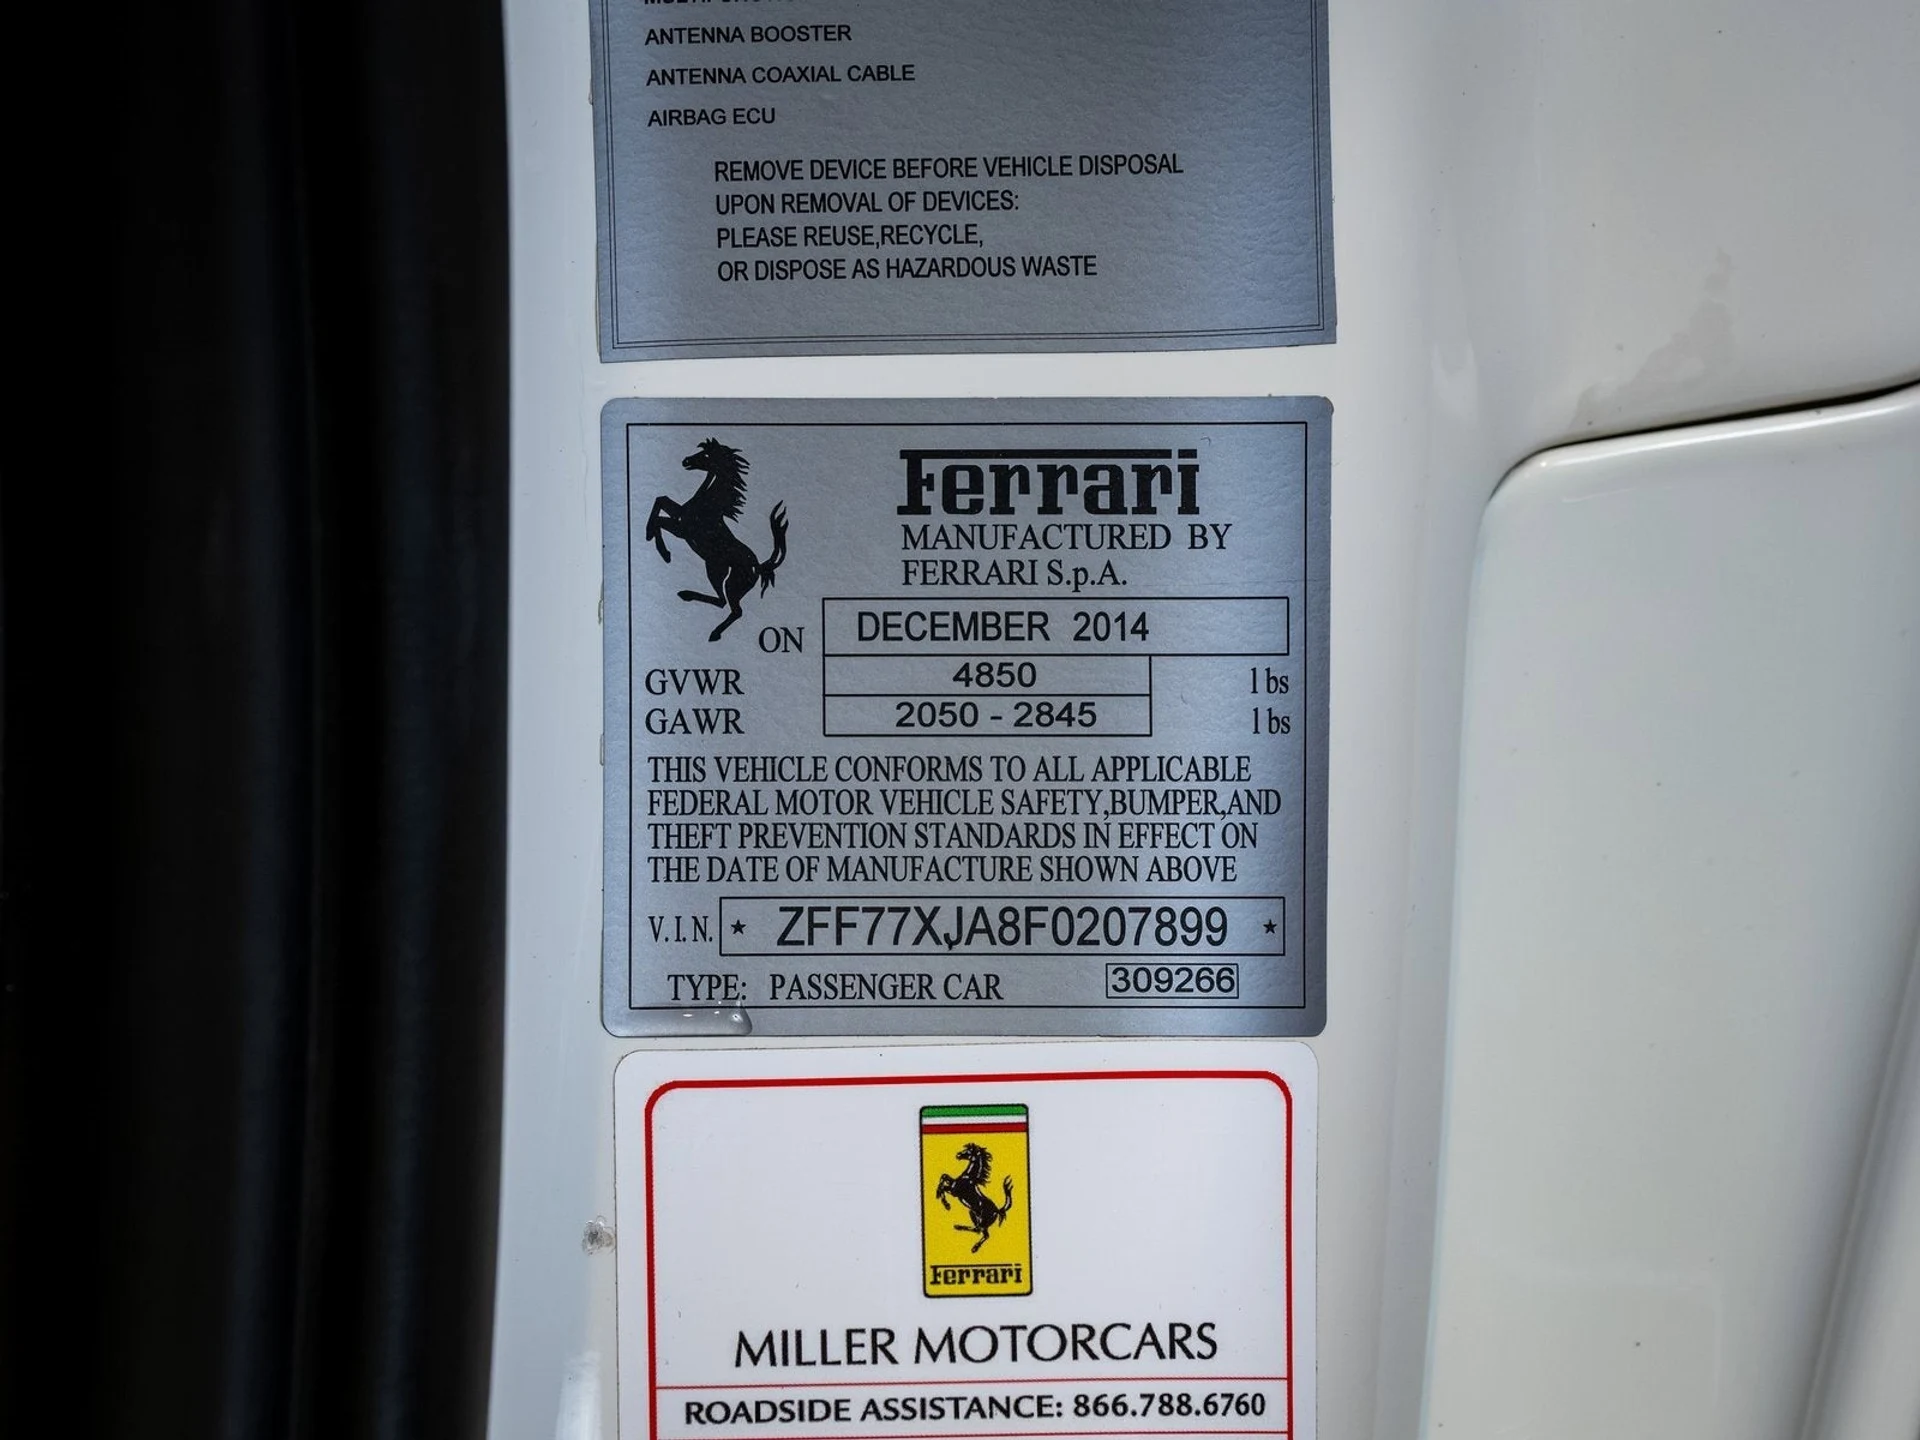 ANTENNA BOOSTER
ANTENNA COAXIAL CABLE
AIRBAG ECU
REMOVE DEVICE BEFORE VEHICLE DISPOSAL
UPON REMOVAL OF DEVICES:
PLEASE REUSE,RECYCLE,
OR DISPOSE AS HAZARDOUS WASTE
Ferrari
MANUFACTURED BY
FERRARI S.p.A.
ON DECEMBER 2014
GVWR 4850 lbs
GAWR 2050 - 2845 lbs
THIS VEHICLE CONFORMS TO ALL APPLICABLE
FEDERAL MOTOR VEHICLE SAFETY,BUMPER,AND
THEFT PREVENTION STANDARDS IN EFFECT ON
THE DATE OF MANUFACTURE SHOWN ABOVE
V.I.N. ★ ZFF77XJA8F0207899 ★
TYPE: PASSENGER CAR 309266
Ferrari
MILLER MOTORCARS
ROADSIDE ASSISTANCE: 866.788.6760